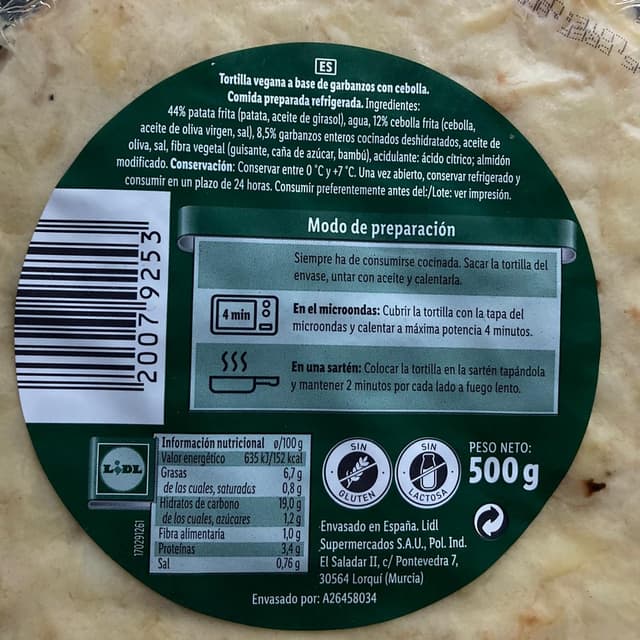 ES
Tortilla vegana a base de garbanzos con cebolla.
Comida preparada refrigerada. Ingredientes:
44% patata frita (patata, aceite de girasol), agua, 12% cebolla frita (cebolla,
aceite de oliva virgen, sal), 8,5% garbanzos enteros cocinados deshidratados, aceite de
oliva, sal, fibra vegetal (guisante, caña de azúcar, bambú), acidulante: ácido cítrico; almidón
modificado. Conservación: Conservar entre 0 °C y +7 °C. Una vez abierto, conservar refrigerado y
consumir en un plazo de 24 horas. Consumir preferentemente antes del:/Lote: ver impresión.
20079253
Modo de preparación
Siempre ha de consumirse cocinada. Sacar la tortilla del
envase, untar con aceite y calentarla.
4 min
En el microondas: Cubrir la tortilla con la tapa del
microondas y calentar a máxima potencia 4 minutos.
En una sartén: Colocar la tortilla en la sartén tapándola
y mantener 2 minutos por cada lado a fuego lento.
LIDL
170291261
Información nutricional ø/100 g
Valor energético 635 kJ/152 kcal
Grasas 6,7 g
de las cuales, saturadas 0,8 g
Hidratos de carbono 19,0 g
de los cuales, azúcares 1,2 g
Fibra alimentaria 1,0 g
Proteínas 3,4 g
Sal 0,76 g
SIN GLUTEN
SIN LACTOSA
PESO NETO:
500 g
Envasado en España. Lidl
Supermercados S.A.U., Pol. Ind.
El Saladar II, c/ Pontevedra 7,
30564 Lorquí (Murcia)
Envasado por: A26458034